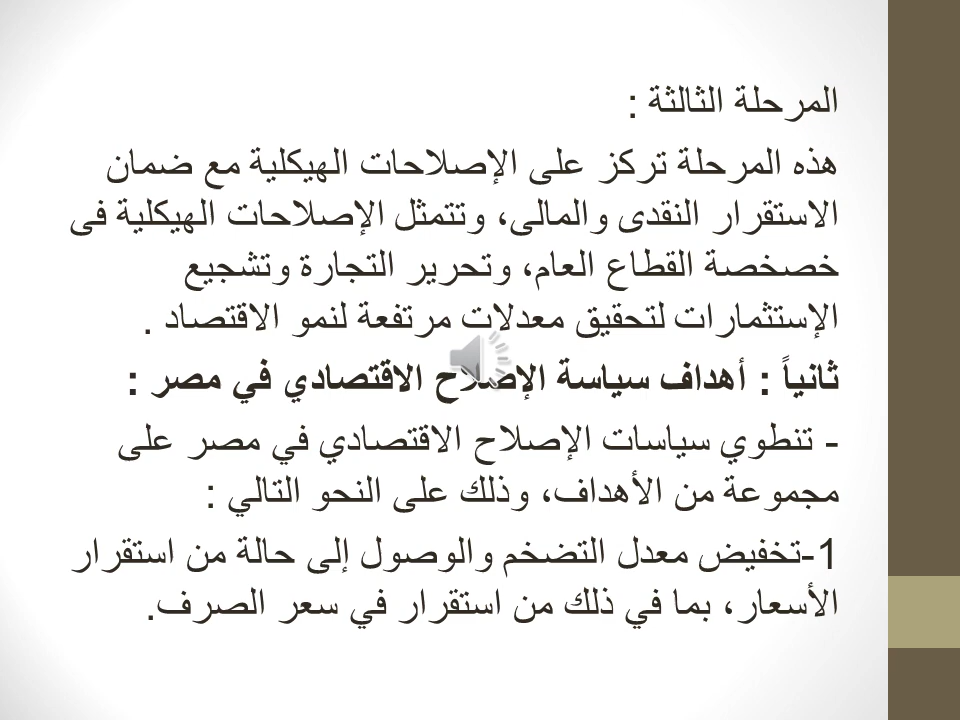 المرحلة الثالثة :
هذه المرحلة تركز على الإصلاحات الهيكلية مع ضمان
الاستقرار النقدى والمالى، وتتمثل الإصلاحات الهيكلية فى
خصخصة القطاع العام، وتحرير التجارة وتشجيع
الإستثمارات لتحقيق معدلات مرتفعة لنمو الاقتصاد .
ثانياً : أهداف سياسة الإصلاح الاقتصادي في مصر :
- تنطوي سياسات الإصلاح الاقتصادي في مصر على
مجموعة من الأهداف، وذلك على النحو التالي :
1-تخفيض معدل التضخم والوصول إلى حالة من استقرار
الأسعار، بما في ذلك من استقرار في سعر الصرف.